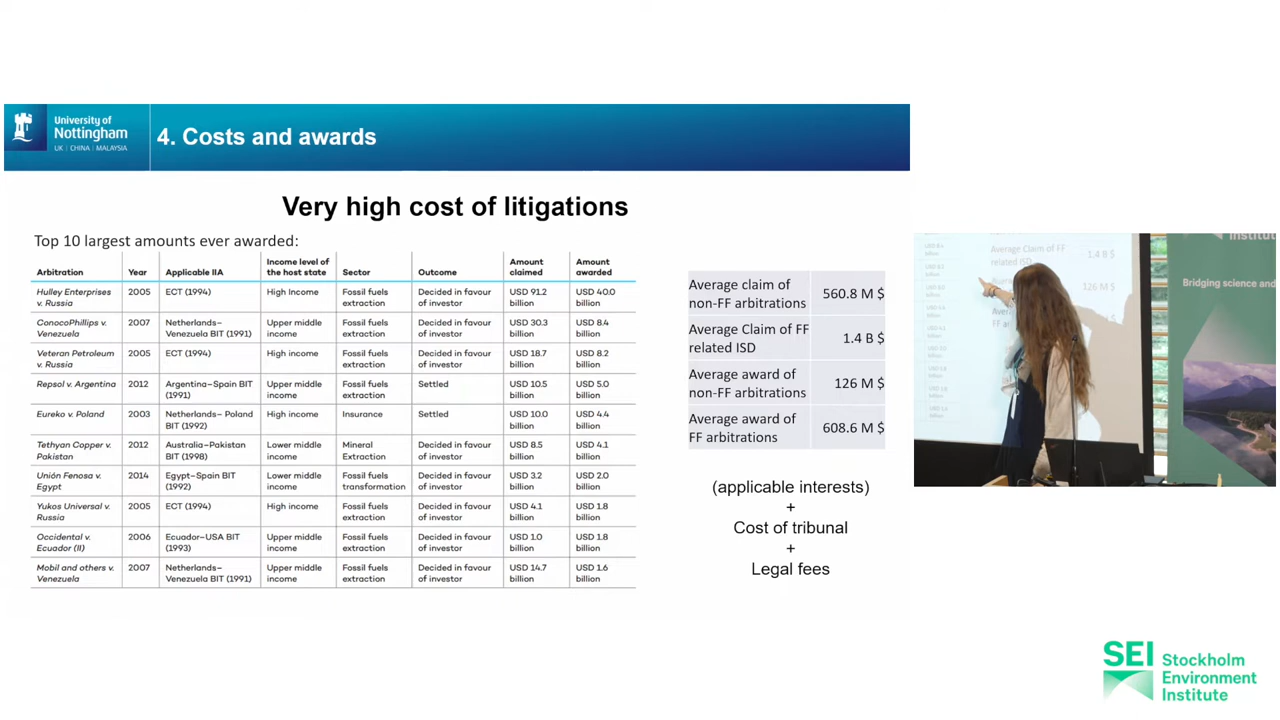 University of
Nottingham
UK | CHINA | MALAYSIA
4. Costs and awards
Very high cost of litigations
Top 10 largest amounts ever awarded:
Arbitration Year Applicable IIA Income level of the host state Sector Outcome Amount claimed Amount awarded
Hulley Enterprises v. Russia 2005 ECT (1994) High Income Fossil fuels extraction Decided in favour of investor USD 91.2 billion USD 40.0 billion
ConocoPhillips v. Venezuela 2007 Netherlands– Venezuela BIT (1991) Upper middle income Fossil fuels extraction Decided in favour of investor USD 30.3 billion USD 8.4 billion
Veteran Petroleum v. Russia 2005 ECT (1994) High income Fossil fuels extraction Decided in favour of investor USD 18.7 billion USD 8.2 billion
Repsol v. Argentina 2012 Argentina–Spain BIT (1991) Upper middle income Fossil fuels extraction Settled USD 10.5 billion USD 5.0 billion
Eureko v. Poland 2003 Netherlands– Poland BIT (1992) High income Insurance Settled USD 10.0 billion USD 4.4 billion
Tethyan Copper v. Pakistan 2012 Australia–Pakistan BIT (1998) Lower middle income Mineral Extraction Decided in favour of investor USD 8.5 billion USD 4.1 billion
Unión Fenosa v. Egypt 2014 Egypt–Spain BIT (1992) Lower middle income Fossil fuels transformation Decided in favour of investor USD 3.2 billion USD 2.0 billion
Yukos Universal v. Russia 2005 ECT (1994) High income Fossil fuels extraction Decided in favour of investor USD 4.1 billion USD 1.8 billion
Occidental v. Ecuador (II) 2006 Ecuador–USA BIT (1993) Upper middle income Fossil fuels extraction Decided in favour of investor USD 1.0 billion USD 1.8 billion
Mobil and others v. Venezuela 2007 Netherlands– Venezuela BIT (1991) Upper middle income Fossil fuels extraction Decided in favour of investor USD 14.7 billion USD 1.6 billion
Average claim of non-FF arbitrations 560.8 M $
Average Claim of FF related ISD 1.4 B $
Average award of non-FF arbitrations 126 M $
Average award of FF arbitrations 608.6 M $
(applicable interests)
+
Cost of tribunal
+
Legal fees
Average Claim of FF
related ISD
1.4 B $
126 M $
Institute
Bridging science and
SEI Stockholm
Environment
Institute